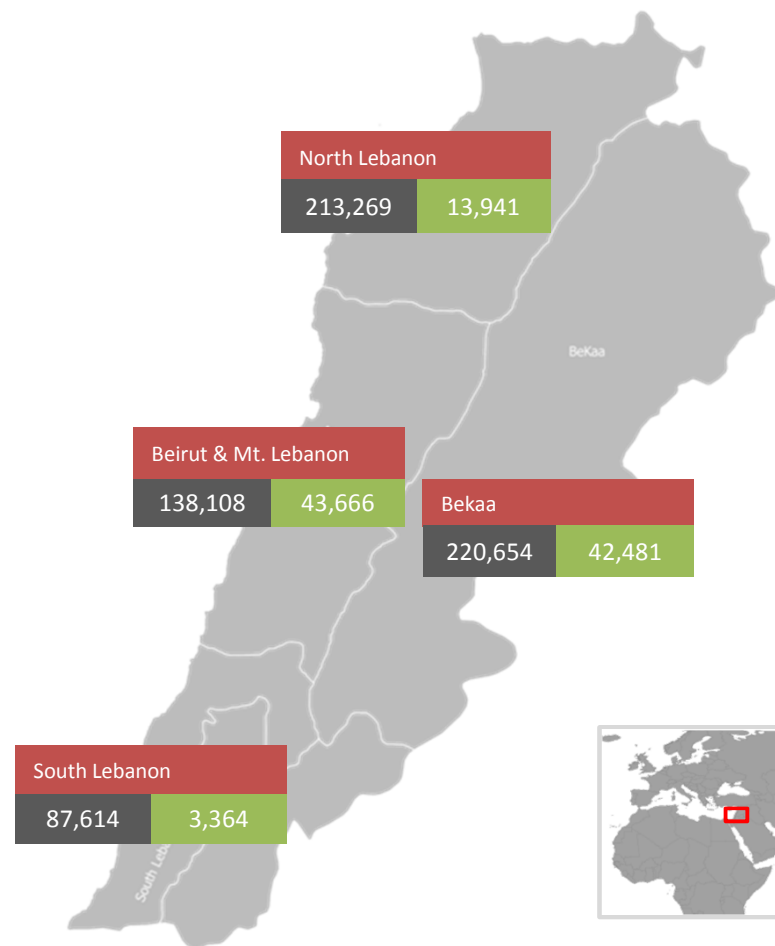 North Lebanon
213,269 13,941
BeKaa
Beirut & Mt. Lebanon
138,108 43,666
Bekaa
220,654 42,481
South Lebanon
87,614 3,364
South Leba